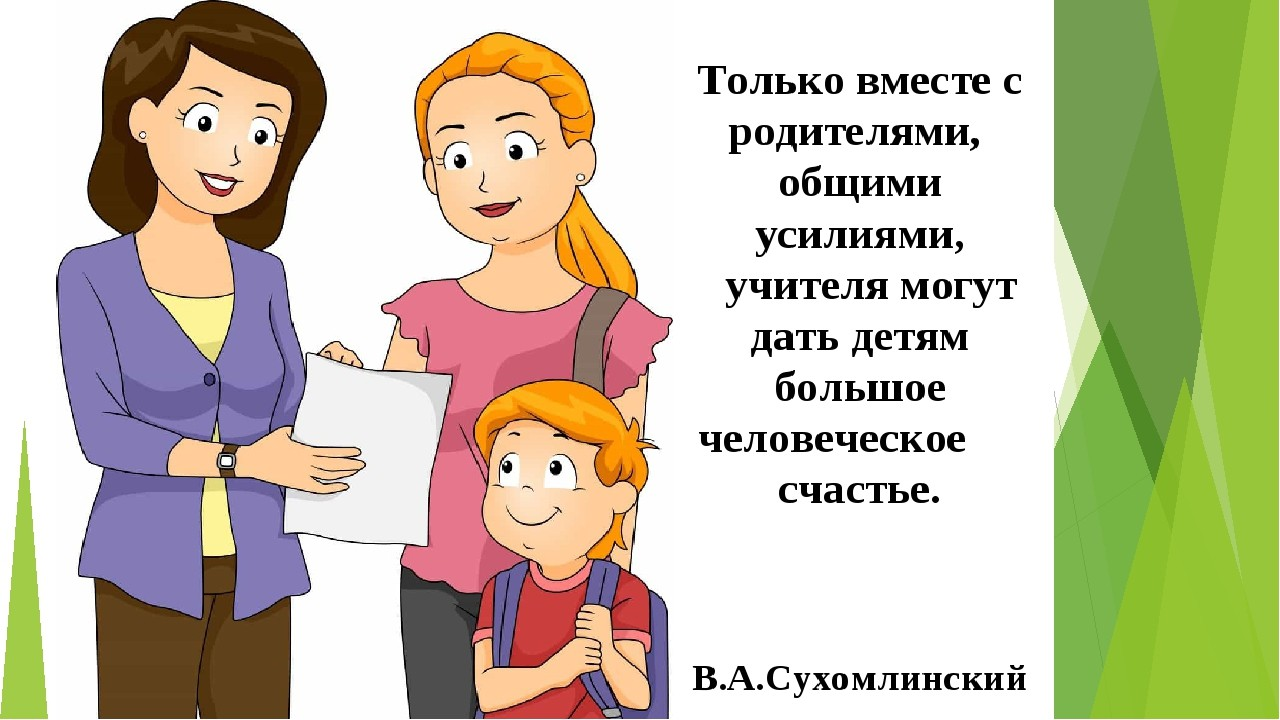 Только вместе с
родителями,
общими
усилиями,
учителя могут
дать детям
большое
человеческое
счастье.
В.А.Сухомлинский